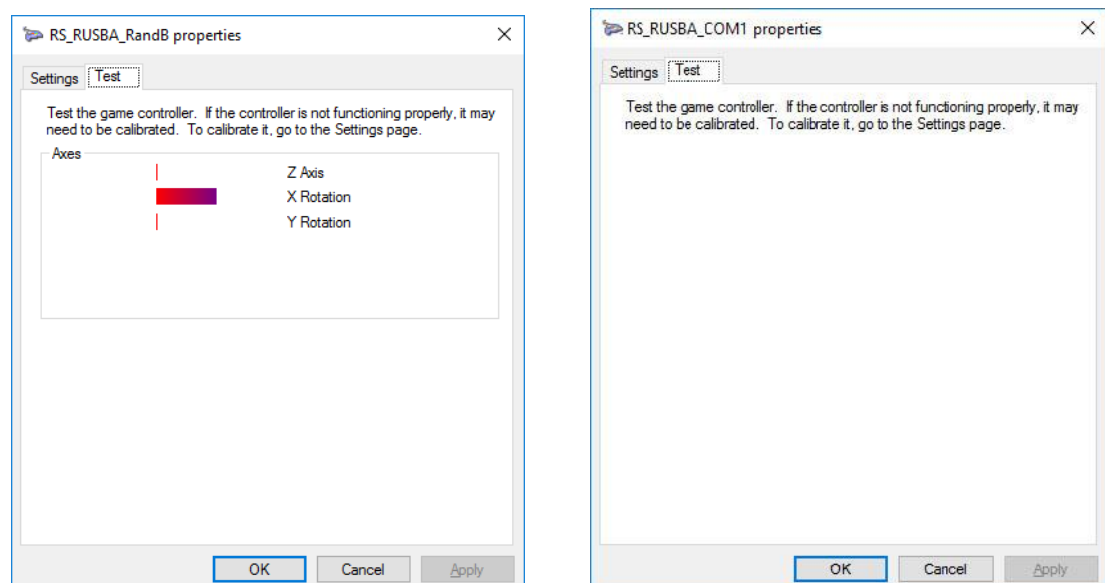 RS_RUSBA_RandB properties
Settings Test
Test the game controller. If the controller is not functioning properly, it may
need to be calibrated. To calibrate it, go to the Settings page.
Axes
Z Axis
X Rotation
Y Rotation
OK Cancel Apply
RS_RUSBA_COM1 properties
Settings Test
Test the game controller. If the controller is not functioning properly, it may
need to be calibrated. To calibrate it, go to the Settings page.
OK Cancel Apply